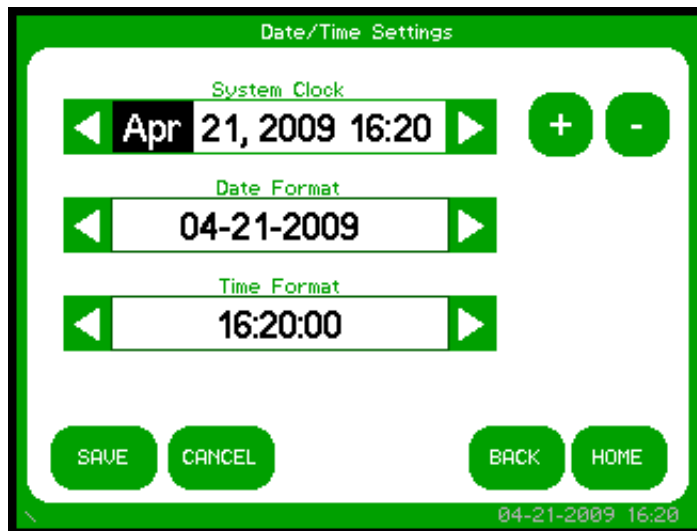 Date/Time Settings
System Clock
Apr 21, 2009 16:20
+ -
Date Format
04-21-2009
Time Format
16:20:00
SAVE CANCEL BACK HOME
04-21-2009 16:20